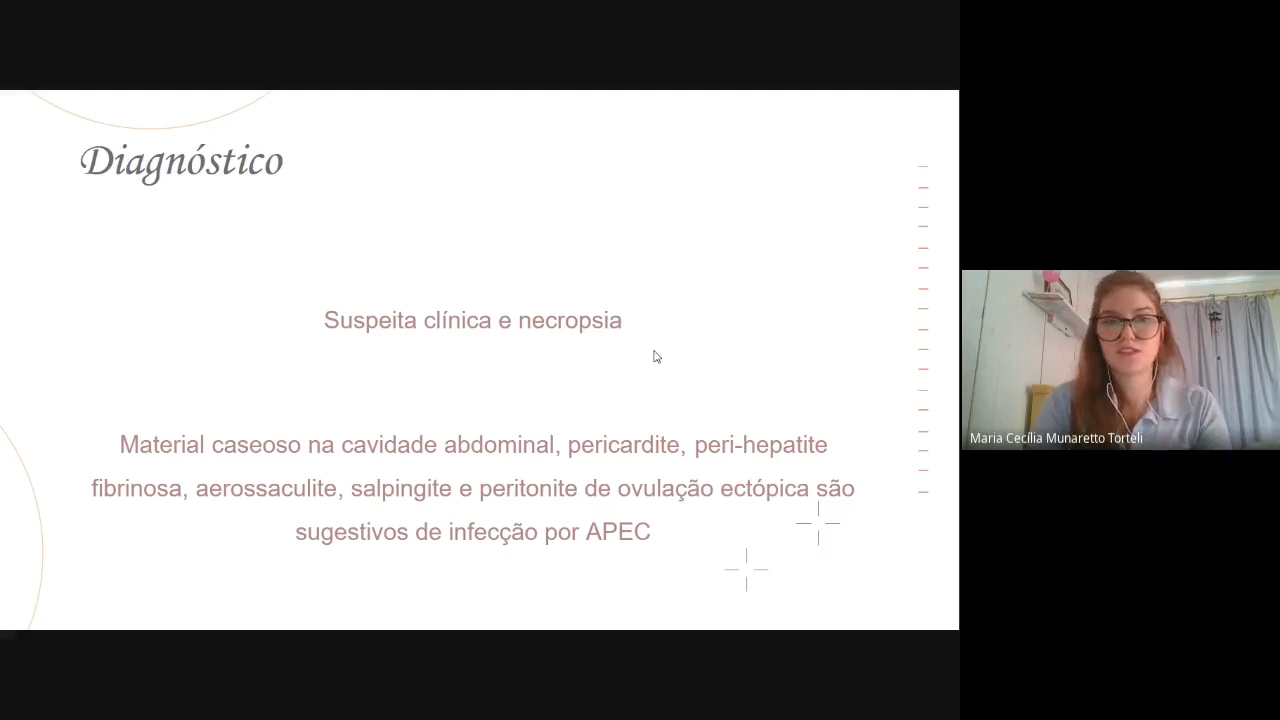 Diagnóstico
Suspeita clínica e necropsia
Material caseoso na cavidade abdominal, pericardite, peri-hepatite
fibrinosa, aerossaculite, salpingite e peritonite de ovulação ectópica são
sugestivos de infecção por APEC
Maria Cecília Munaretto Torteli